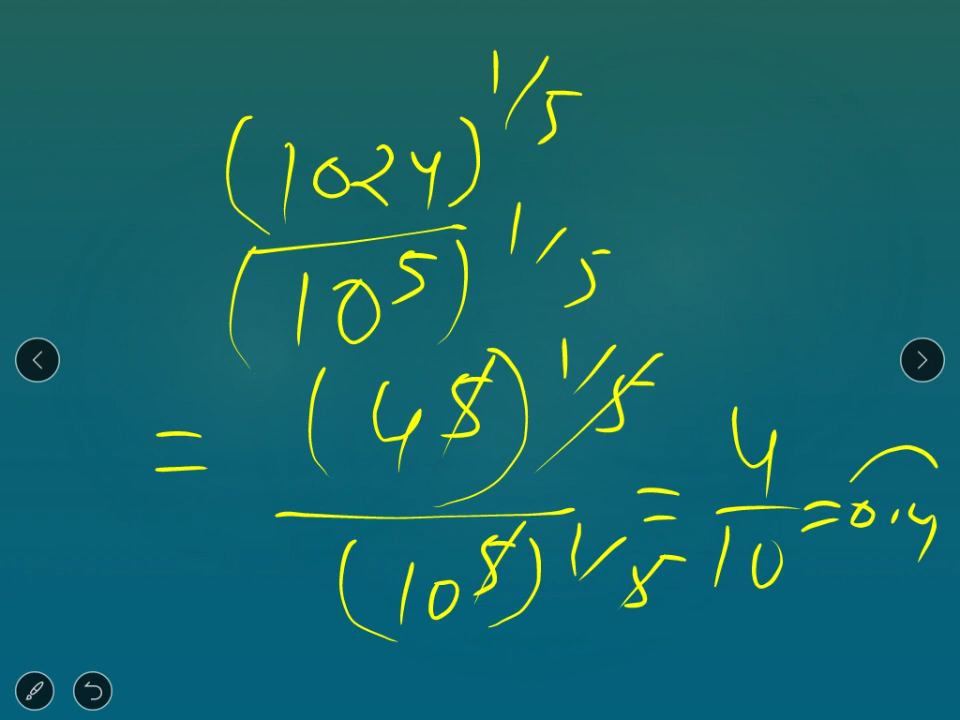 (1024)^1/5
(10^5)^1/5
= (4^5)^1/5
(10^5)^1/5 = 4/10 = 0.4